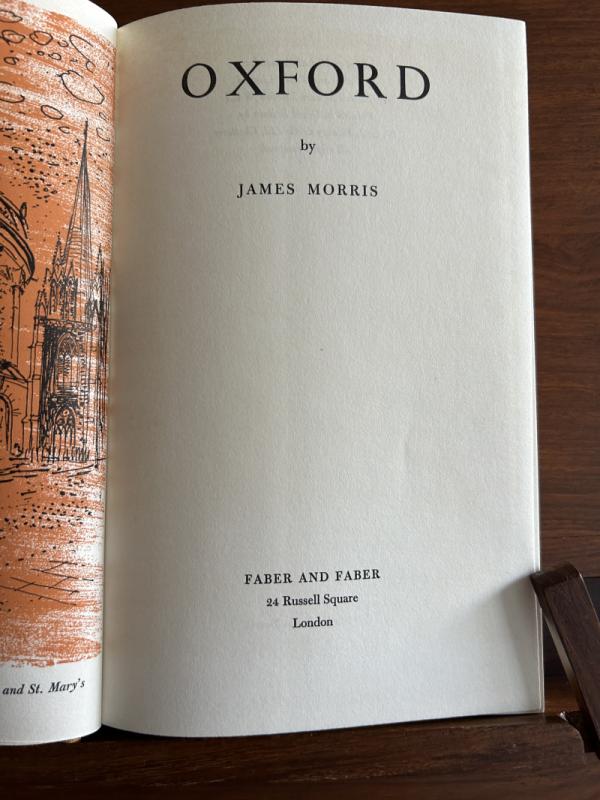 and St. Mary's
OXFORD
by
JAMES MORRIS
FABER AND FABER
24 Russell Square
London